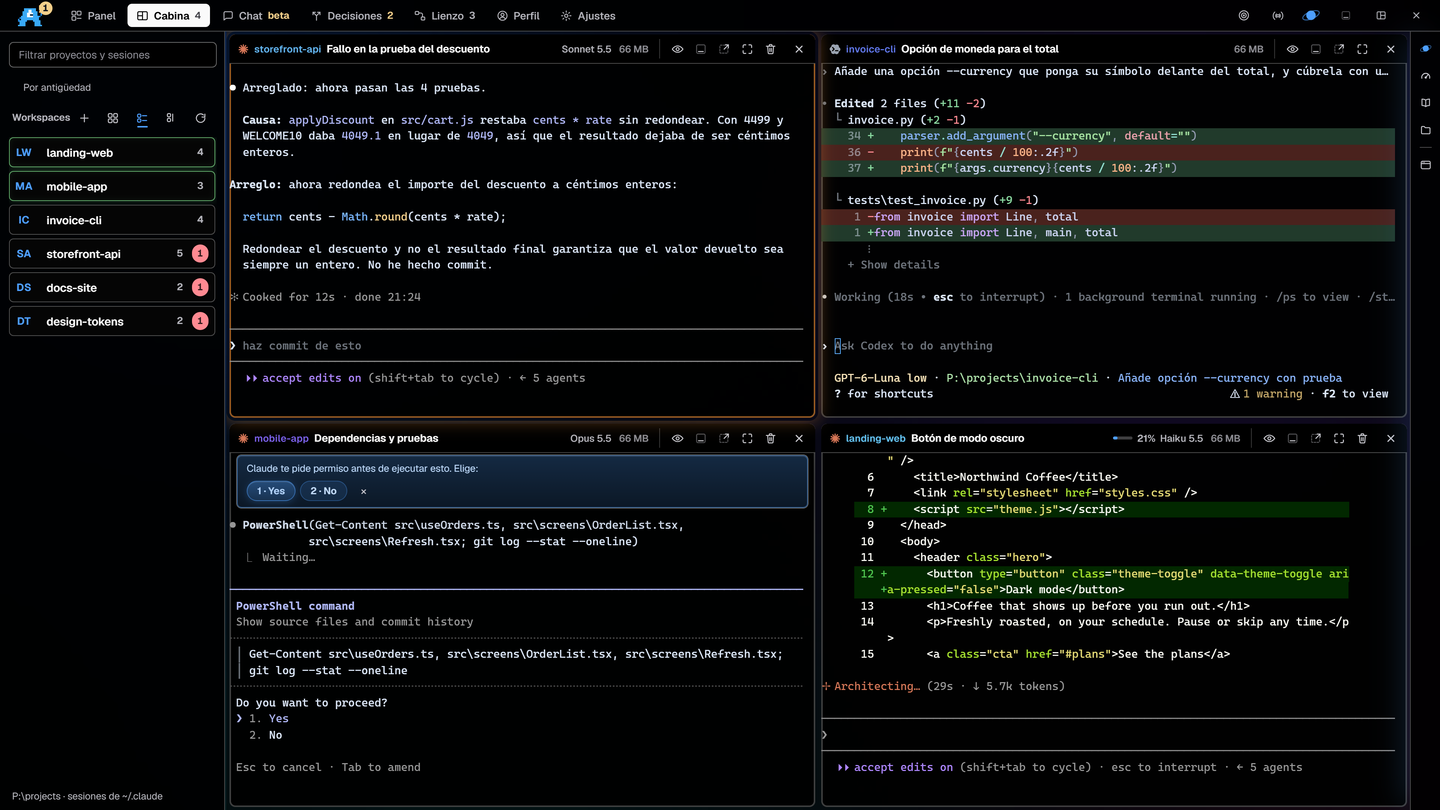 1
Panel
Cabina 4
Chat beta
Decisiones 2
Lienzo 3
Perfil
Ajustes
Filtrar proyectos y sesiones
Por antigüedad
Workspaces
LW landing-web 4
MA mobile-app 3
IC invoice-cli 4
SA storefront-api 5 1
DS docs-site 2 1
DT design-tokens 2 1
P:\projects · sesiones de ~/.claude
storefront-api Fallo en la prueba del descuento Sonnet 5.5 66 MB
Arreglado: ahora pasan las 4 pruebas.
Causa: applyDiscount en src/cart.js restaba cents * rate sin redondear. Con 4499 y
WELCOME10 daba 4049.1 en lugar de 4049, así que el resultado dejaba de ser céntimos
enteros.
Arreglo: ahora redondea el importe del descuento a céntimos enteros:
return cents - Math.round(cents * rate);
Redondear el descuento y no el resultado final garantiza que el valor devuelto sea
siempre un entero. No he hecho commit.
Cooked for 12s · done 21:24
❯ haz commit de esto
accept edits on (shift+tab to cycle) · ← 5 agents
invoice-cli Opción de moneda para el total 66 MB
› Añade una opción --currency que ponga su símbolo delante del total, y cúbrela con u…
• Edited 2 files (+11 -2)
└ invoice.py (+2 -1)
34 + parser.add_argument("--currency", default="")
36 - print(f"{cents / 100:.2f}")
37 + print(f"{args.currency}{cents / 100:.2f}")
└ tests\test_invoice.py (+9 -1)
1 -from invoice import Line, total
1 +from invoice import Line, main, total
⋮
+ Show details
• Working (18s • esc to interrupt) · 1 background terminal running · /ps to view · /st…
› Ask Codex to do anything
GPT-6-Luna low · P:\projects\invoice-cli · Añade opción --currency con prueba
? for shortcuts ⚠ 1 warning · f2 to view
mobile-app Dependencias y pruebas Opus 5.5 66 MB
Claude te pide permiso antes de ejecutar esto. Elige:
1 · Yes 2 · No ×
PowerShell(Get-Content src\useOrders.ts, src\screens\OrderList.tsx,
src\screens\Refresh.tsx; git log --stat --oneline)
Waiting…
PowerShell command
Show source files and commit history
Get-Content src\useOrders.ts, src\screens\OrderList.tsx, src\screens\Refresh.tsx;
git log --stat --oneline
Do you want to proceed?
❯ 1. Yes
2. No
Esc to cancel · Tab to amend
landing-web Botón de modo oscuro 21% Haiku 5.5 66 MB
" />
6 <title>Northwind Coffee</title>
7 <link rel="stylesheet" href="styles.css" />
8 + <script src="theme.js"></script>
9 </head>
10 <body>
11 <header class="hero">
12 + <button type="button" class="theme-toggle" data-theme-toggle ari
+a-pressed="false">Dark mode</button>
13 <h1>Coffee that shows up before you run out.</h1>
14 <p>Freshly roasted, on your schedule. Pause or skip any time.</p
>
15 <a class="cta" href="#plans">See the plans</a>
Architecting… (29s · ↓ 5.7k tokens)
❯
accept edits on (shift+tab to cycle) · esc to interrupt · ← 5 agents